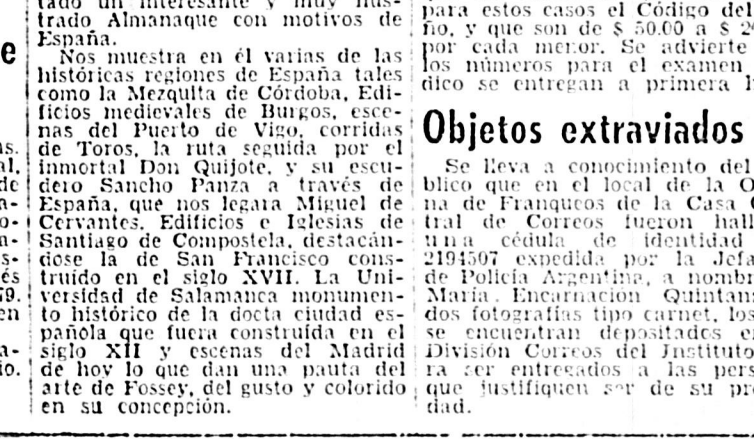 e
s.
al,
de
a-
o-
n-
s-
és
79.
en
a-
io.
tado un interesante y muy ilus-
trado Almanaque con motivos de
España.
Nos muestra en él varias de las
históricas regiones de España tales
como la Mezquita de Córdoba, Edi-
ficios medievales de Burgos, esce-
nas del Puerto de Vigo, corridas
de Toros, la ruta seguida por el
inmortal Don Quijote, y su escu-
dero Sancho Panza a través de
España, que nos legara Miguel de
Cervantes. Edificios e Iglesias de
Santiago de Compostela, destacán-
dose la de San Francisco cons-
truído en el siglo XVII. La Uni-
versidad de Salamanca monumen-
to histórico de la docta ciudad es-
pañola que fuera construída en el
siglo XII y escenas del Madrid
de hoy lo que dan una pauta del
arte de Fossey, del gusto y colorido
en su concepción.
para estos casos el Código del
ño, y que son de $ 50.00 a $ 2
por cada menor. Se advierte
los números para el examen
dico se entregan a primera
Objetos extraviados
Se lleva a conocimiento del
blico que en el local de la O
na de Franqueos de la Casa
tral de Correos fueron hall
una cédula de identidad
2194507 expedida por la Jefa
de Policía Argentina, a nombr
María Encarnación Quintan
dos fotografías tipo carnet, los
se encuentran depositados e
División Correos del Instituto
ra ser entregados a las pers
que justifiquen ser de su pro
dad.